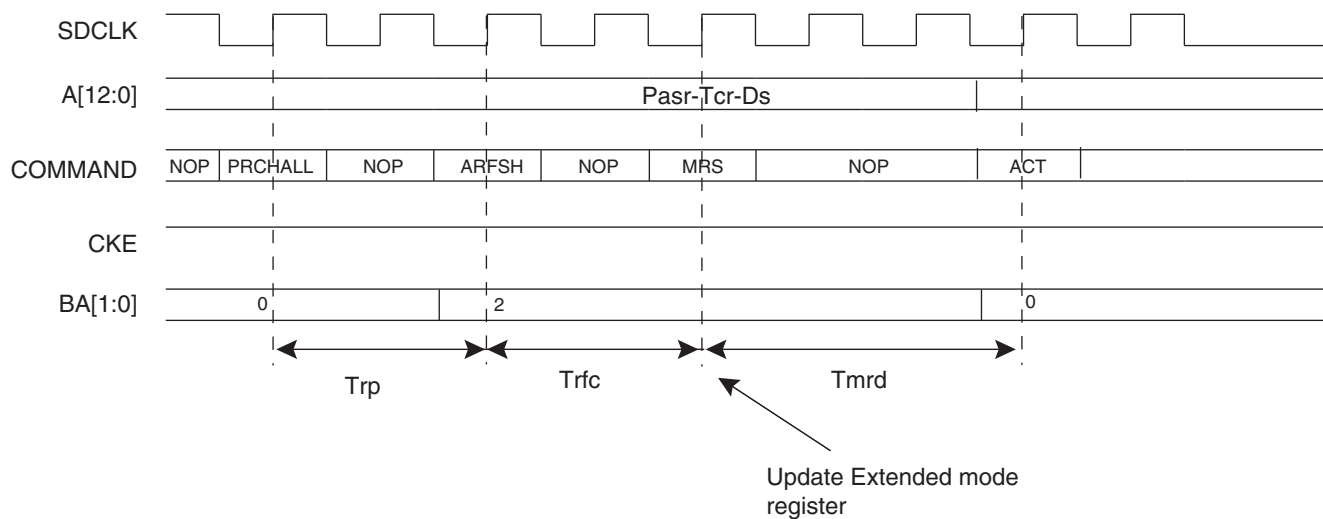 SDCLK
A[12:0]
Pasr-Tcr-Ds
COMMAND
NOP
PRCHALL
NOP
ARFSH
NOP
MRS
NOP
ACT
CKE
BA[1:0]
0
2
0
Trp
Trfc
Tmrd
Update Extended mode
register